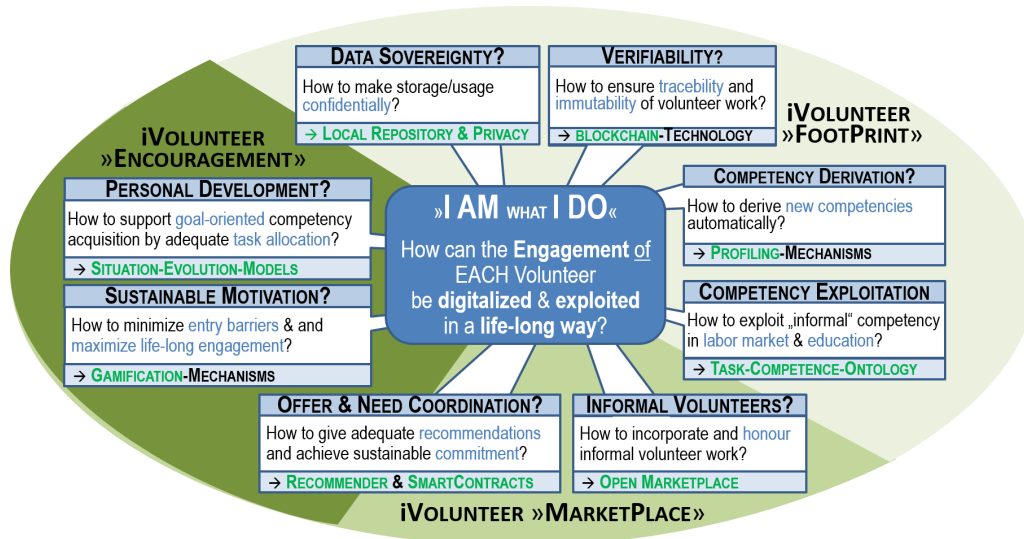 DATA SOVEREIGNTY?
How to make storage/usage
confidentially?
→ LOCAL REPOSITORY & PRIVACY
VERIFIABILITY?
How to ensure tracebility and
immutability of volunteer work?
→ BLOCKCHAIN-TECHNOLOGY
iVOLUNTEER
»FOOTPRINT»
iVOLUNTEER
»ENCOURAGEMENT»
PERSONAL DEVELOPMENT?
How to support goal-oriented competency
acquisition by adequate task allocation?
→ SITUATION-EVOLUTION-MODELS
SUSTAINABLE MOTIVATION?
How to minimize entry barriers & and
maximize life-long engagement?
→ GAMIFICATION-MECHANISMS
»I AM WHAT I DO«
How can the Engagement of
EACH Volunteer
be digitalized & exploited
in a life-long way?
COMPETENCY DERIVATION?
How to derive new competencies
automatically?
→ PROFILING-MECHANISMS
COMPETENCY EXPLOITATION
How to exploit „informal“ competency
in labor market & education?
→ TASK-COMPETENCE-ONTOLOGY
OFFER & NEED COORDINATION?
How to give adequate recommendations
and achieve sustainable commitment?
→ RECOMMENDER & SMARTCONTRACTS
INFORMAL VOLUNTEERS?
How to incorporate and honour
informal volunteer work?
→ OPEN MARKETPLACE
iVOLUNTEER »MARKETPLACE»